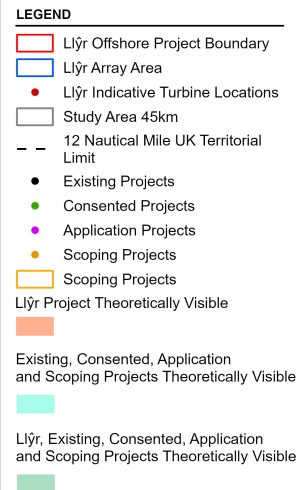 LEGEND
Llŷr Offshore Project Boundary
Llŷr Array Area
Llŷr Indicative Turbine Locations
Study Area 45km
12 Nautical Mile UK Territorial
Limit
Existing Projects
Consented Projects
Application Projects
Scoping Projects
Scoping Projects
Llŷr Project Theoretically Visible
Existing, Consented, Application
and Scoping Projects Theoretically Visible
Llŷr, Existing, Consented, Application
and Scoping Projects Theoretically Visible